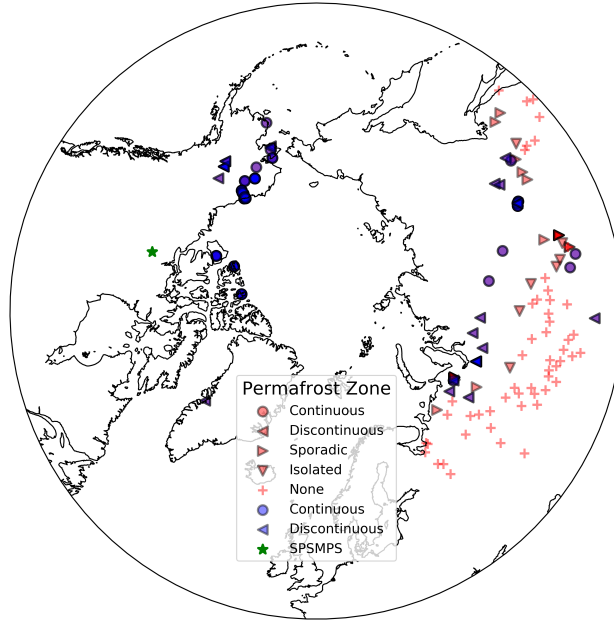 Permafrost Zone
Continuous
Discontinuous
Sporadic
Isolated
None
Continuous
Discontinuous
SPSMPS